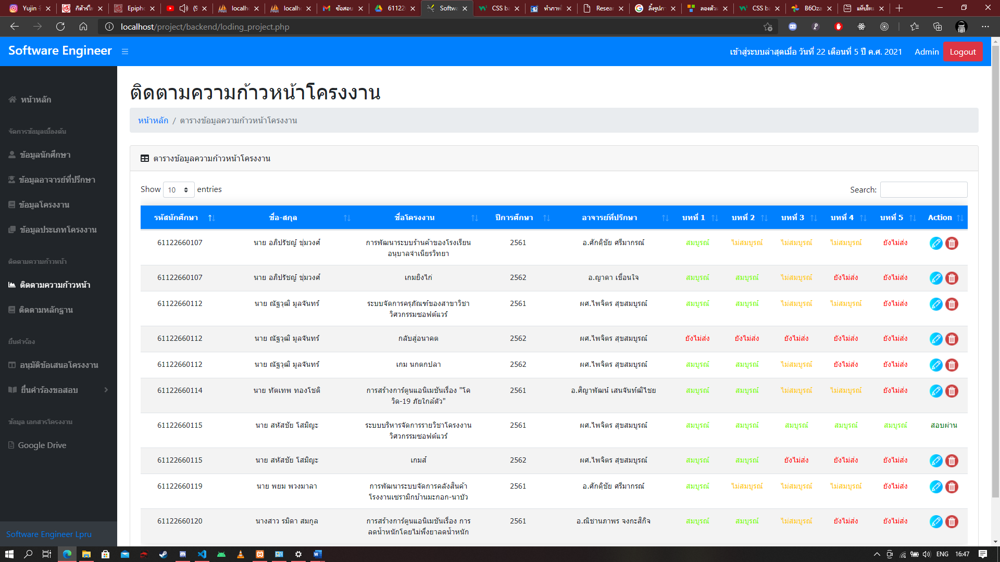 Yujin
กีต้าร์ไฟ
Epipho
(9
localh
localh
ข้อสอบ
61122
Softwa
CSS ba
ทำภาพ
Resea
ลิ้งรูปภา
ลองตัว
CSS ba
B6Oza
แท็บใหม
localhost/project/backend/loding_project.php
Software Engineer
เข้าสู่ระบบล่าสุดเมื่อ วันที่ 22 เดือนที่ 5 ปี ค.ศ. 2021 Admin Logout
หน้าหลัก
จัดการข้อมูลเบื้องต้น
ข้อมูลนักศึกษา
ข้อมูลอาจารย์ที่ปรึกษา
ข้อมูลโครงงาน
ข้อมูลประเภทโครงงาน
ติดตามความก้าวหน้า
ติดตามความก้าวหน้า
ติดตามหลักฐาน
ยื่นคำร้อง
อนุมัติข้อเสนอโครงงาน
ยื่นคำร้องขอสอบ
ข้อมูล เอกสารโครงงาน
Google Drive
Software Engineer Lpru
ติดตามความก้าวหน้าโครงงาน
หน้าหลัก / ตารางข้อมูลความก้าวหน้าโครงงาน
ตารางข้อมูลความก้าวหน้าโครงงาน
Show 10 entries Search:
รหัสนักศึกษา ชื่อ-สกุล ชื่อโครงงาน ปีการศึกษา อาจารย์ที่ปรึกษา บทที่ 1 บทที่ 2 บทที่ 3 บทที่ 4 บทที่ 5 Action
61122660107 นาย อภิปรัชญ์ ชุ่มวงศ์ การพัฒนาระบบร้านค้าของโรงเรียน 2561 อ.ศักดุ์ชัย ศรีมากรณ์ สมบูรณ์ ไม่สมบูรณ์ ไม่สมบูรณ์ ไม่สมบูรณ์ ยังไม่ส่ง
อนุบาลจำเนียรวิทยา
61122660107 นาย อภิปรัชญ์ ชุ่มวงศ์ เกมยิงไก่ 2562 อ.ญาดา เขื่อนใจ สมบูรณ์ สมบูรณ์ ไม่สมบูรณ์ ยังไม่ส่ง ยังไม่ส่ง
61122660112 นาย ณัฐวุฒิ มูลจันทร์ ระบบจัดการครุภัณฑ์ของสาขาวิชา 2561 ผศ.ไพจิตร สุขสมบูรณ์ สมบูรณ์ สมบูรณ์ ไม่สมบูรณ์ ไม่สมบูรณ์ ยังไม่ส่ง
วิศวกรรมซอฟต์แวร์
61122660112 นาย ณัฐวุฒิ มูลจันทร์ กลับสู่อนาคต 2562 ผศ.ไพจิตร สุขสมบูรณ์ ยังไม่ส่ง ยังไม่ส่ง ยังไม่ส่ง ยังไม่ส่ง ยังไม่ส่ง
61122660112 นาย ณัฐวุฒิ มูลจันทร์ เกม นกตกปลา 2562 ผศ.ไพจิตร สุขสมบูรณ์ สมบูรณ์ สมบูรณ์ ไม่สมบูรณ์ ยังไม่ส่ง ยังไม่ส่ง
61122660114 นาย ทัตเทพ ทองโชติ การสร้างการ์ตูนแอนิเมชันเรื่อง "โค 2561 อ.ศิญาพัฒน์ เสนจันท์ฒิไชย สมบูรณ์ สมบูรณ์ ไม่สมบูรณ์ ไม่สมบูรณ์ ยังไม่ส่ง
วิด-19 ภัยใกล้ตัว"
61122660115 นาย สหัสชัย โสมิญะ ระบบบริหารจัดการรายวิชาโครงงาน 2561 ผศ.ไพจิตร สุขสมบูรณ์ สมบูรณ์ สมบูรณ์ สมบูรณ์ สมบูรณ์ สมบูรณ์ สอบผ่าน
วิศวกรรมซอฟต์แวร์
61122660115 นาย สหัสชัย โสมิญะ เกมส์ 2562 ผศ.ไพจิตร สุขสมบูรณ์ สมบูรณ์ สมบูรณ์ ยังไม่ส่ง ยังไม่ส่ง ยังไม่ส่ง
61122660119 นาย พยม พวงมาลา การพัฒนาระบบจัดการคลังสินค้า 2561 อ.ศักดุ์ชัย ศรีมากรณ์ สมบูรณ์ ไม่สมบูรณ์ ไม่สมบูรณ์ ไม่สมบูรณ์ ยังไม่ส่ง
โรงงานเซรามิกบ้านมะกอก-นาบัว
61122660120 นางสาว รมิดา สมกูล การสร้างการ์ตูนแอนิเมชันเรื่อง การ 2561 อ.ณิชานภาพร จงกะสิกิจ สมบูรณ์ สมบูรณ์ ไม่สมบูรณ์ ยังไม่ส่ง ยังไม่ส่ง
ลดน้ำหนักโดยไม่พึ่งยาลดน้ำหนัก
ENG 16:47